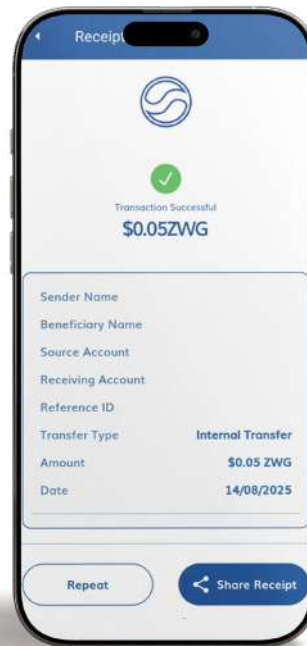 Receipt
Transaction Successful
$0.05ZWG
Sender Name
Beneficiary Name
Source Account
Receiving Account
Reference ID
Transfer Type Internal Transfer
Amount $0.05 ZWG
Date 14/08/2025
Repeat Share Receipt